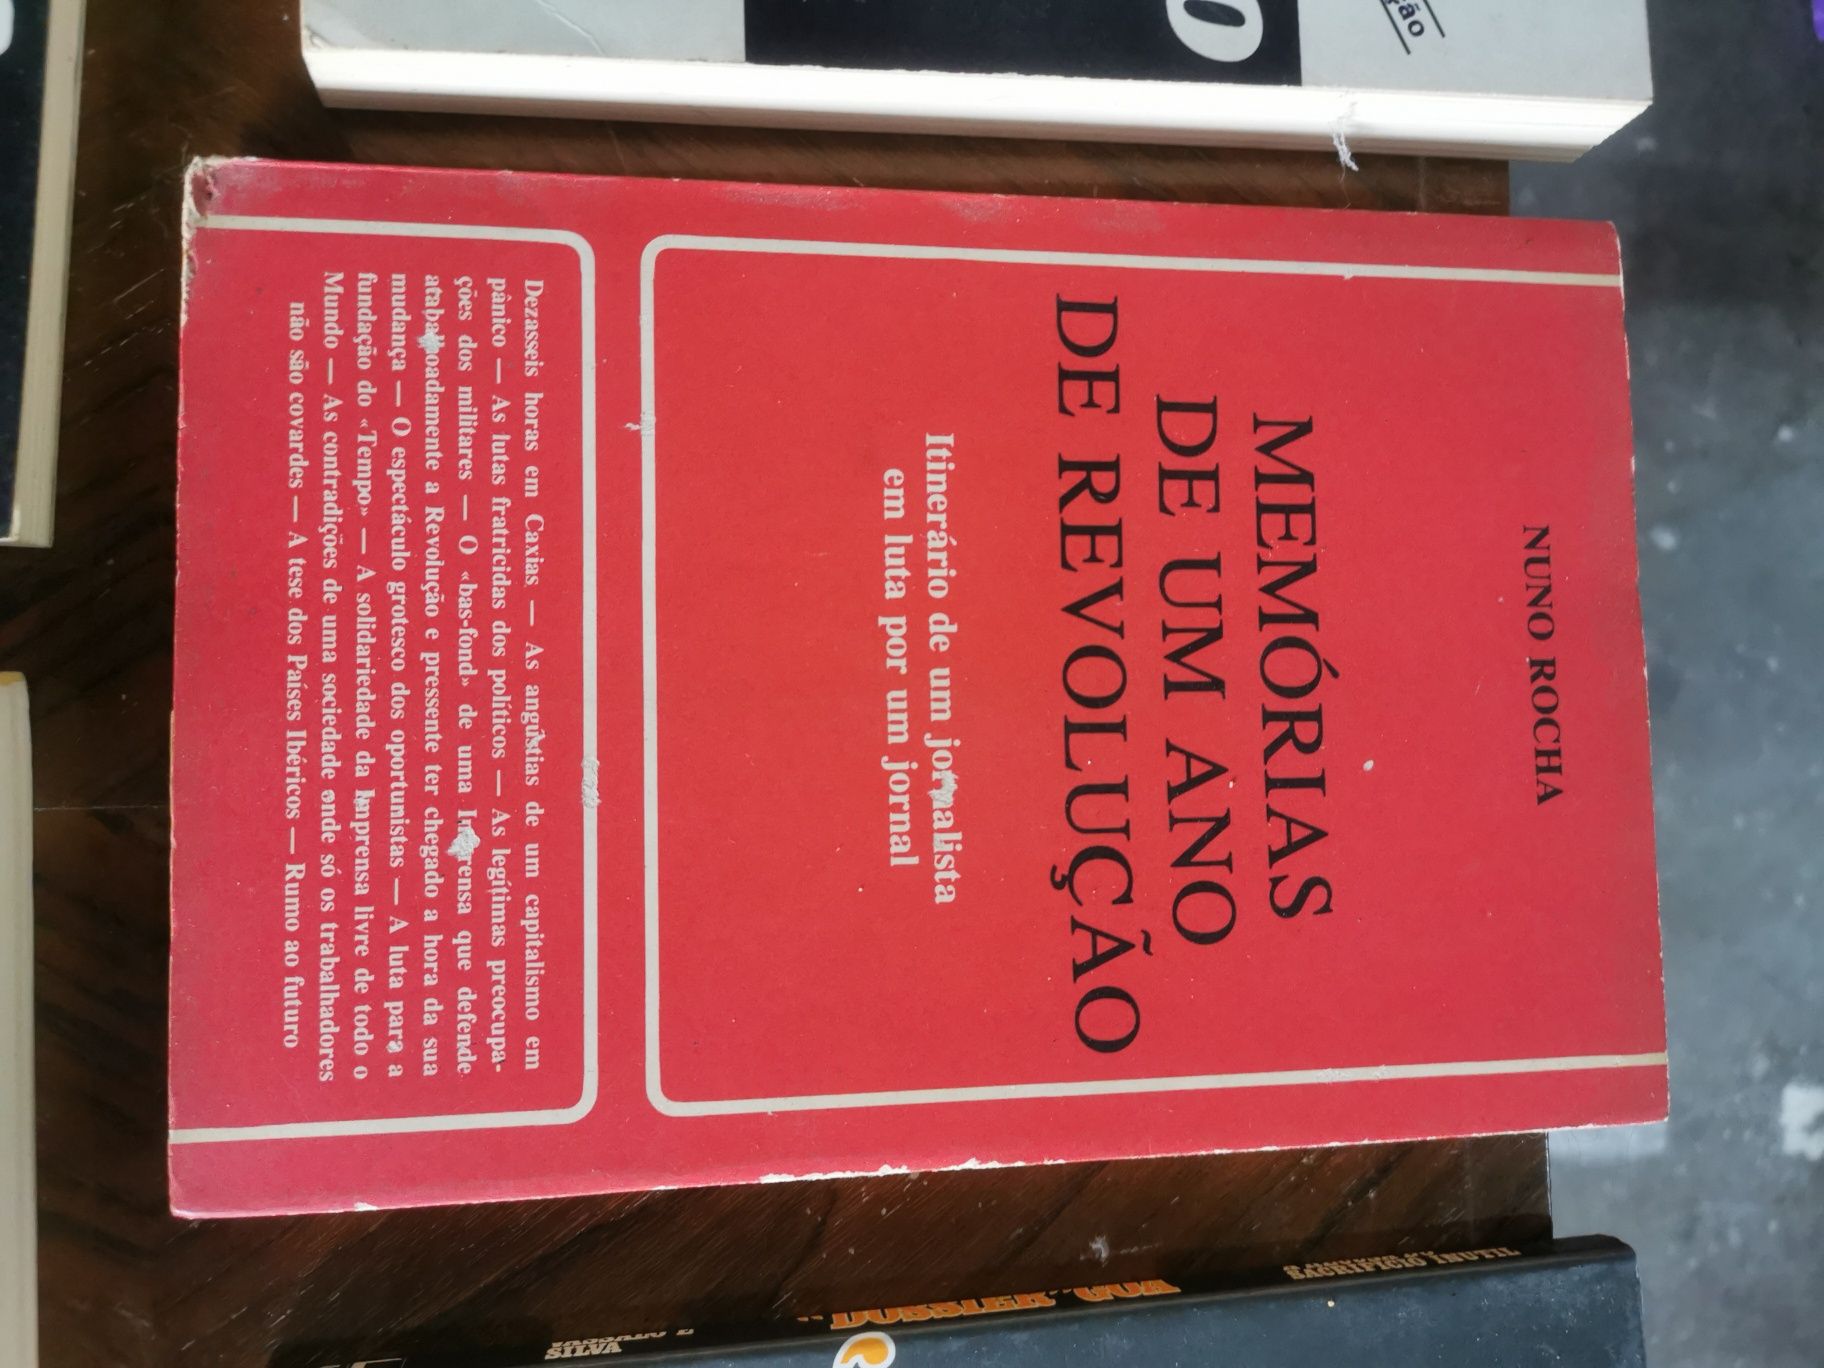 NUNO ROCHA
MEMÓRIAS
DE UM ANO
DE REVOLUÇÃO
Itinerário de um jornalista
em luta por um jornal
Dezasseis horas em Caxias — As angústias de um capitalismo em
pânico — As lutas fratricidas dos políticos — As legítimas preocupa-
ções dos militares — O «bas-fond» de uma Imprensa que defende
atabalhoadamente a Revolução e pressente ter chegado a hora da sua
mudança — O espectáculo grotesco dos oportunistas — A luta para a
fundação do «Tempo» — A solidariedade da Imprensa livre de todo o
Mundo — As contradições de uma sociedade onde só os trabalhadores
não são covardes — A tese dos Países Ibéricos — Rumo ao futuro
"DOSSIER" GOA
SACRIFÍCIO INUTIL
SILVA